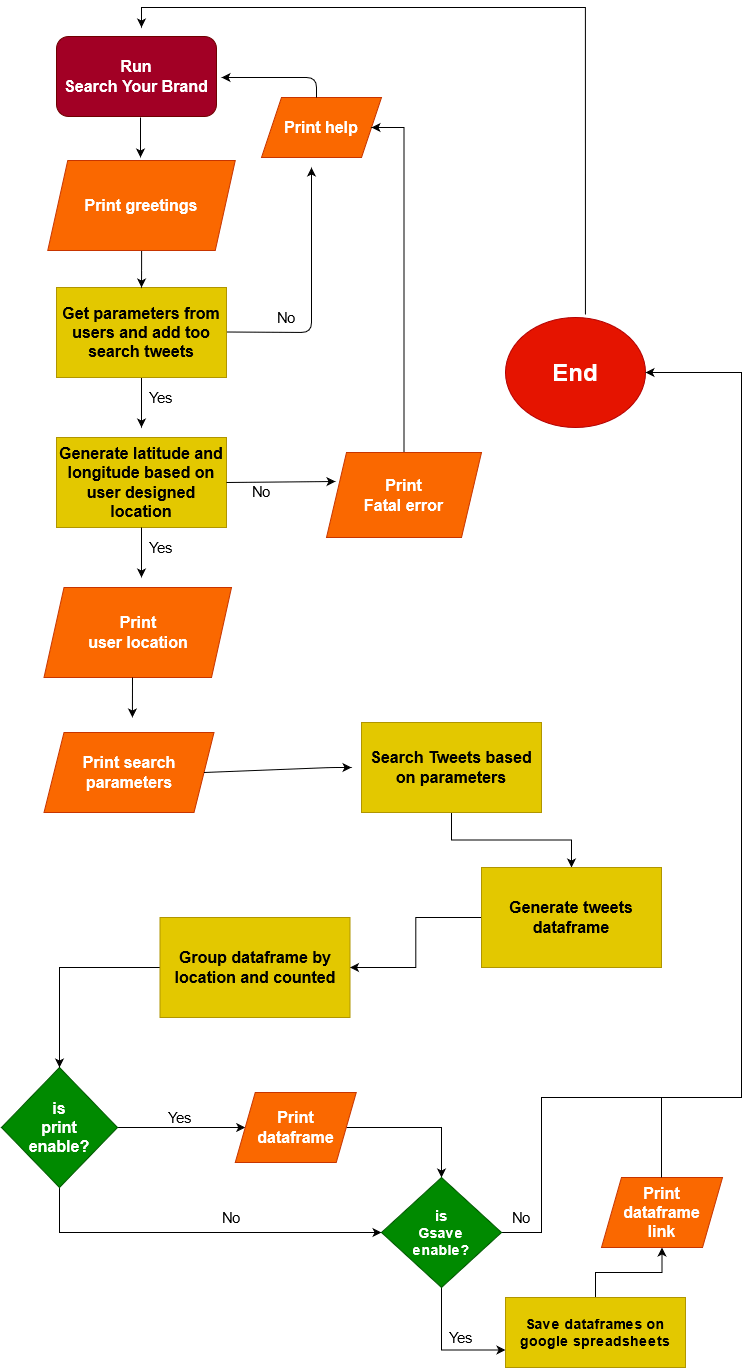 Run
Search Your Brand
Print help
Print greetings
Get parameters from
users and add too
search tweets
No
End
Yes
Generate latitude and
longitude based on
user designed
location
No
Print
Fatal error
Yes
Print
user location
Print search
parameters
Search Tweets based
on parameters
Generate tweets
dataframe
Group dataframe by
location and counted
is
print
enable?
Yes
Print
dataframe
No
is
Gsave
enable?
No
Print
dataframe
link
Yes
Save dataframes on
google spreadsheets